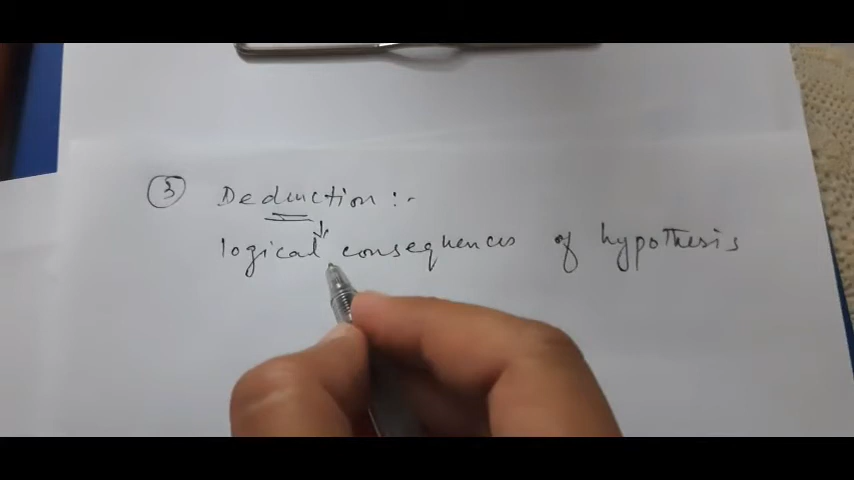 3 Deduction :-
logical consequences of hypothesis